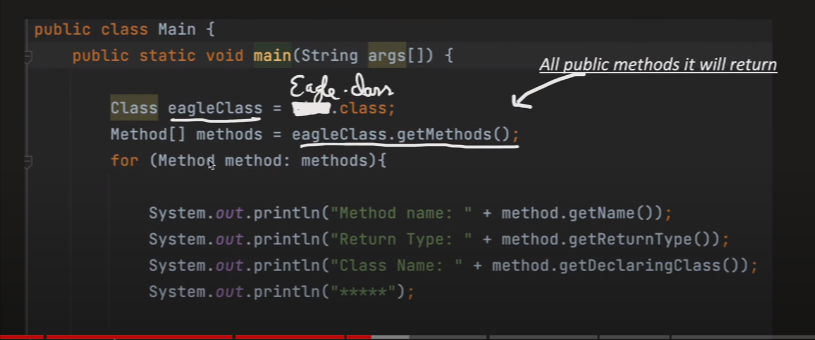 public class Main {
public static void main(String args[]) {
All public methods it will return
Eagle.class
Class eagleClass = .class;
Method[] methods = eagleClass.getMethods();
for (Method method: methods){
System.out.println("Method name: " + method.getName());
System.out.println("Return Type: " + method.getReturnType());
System.out.println("Class Name: " + method.getDeclaringClass());
System.out.println("*****");